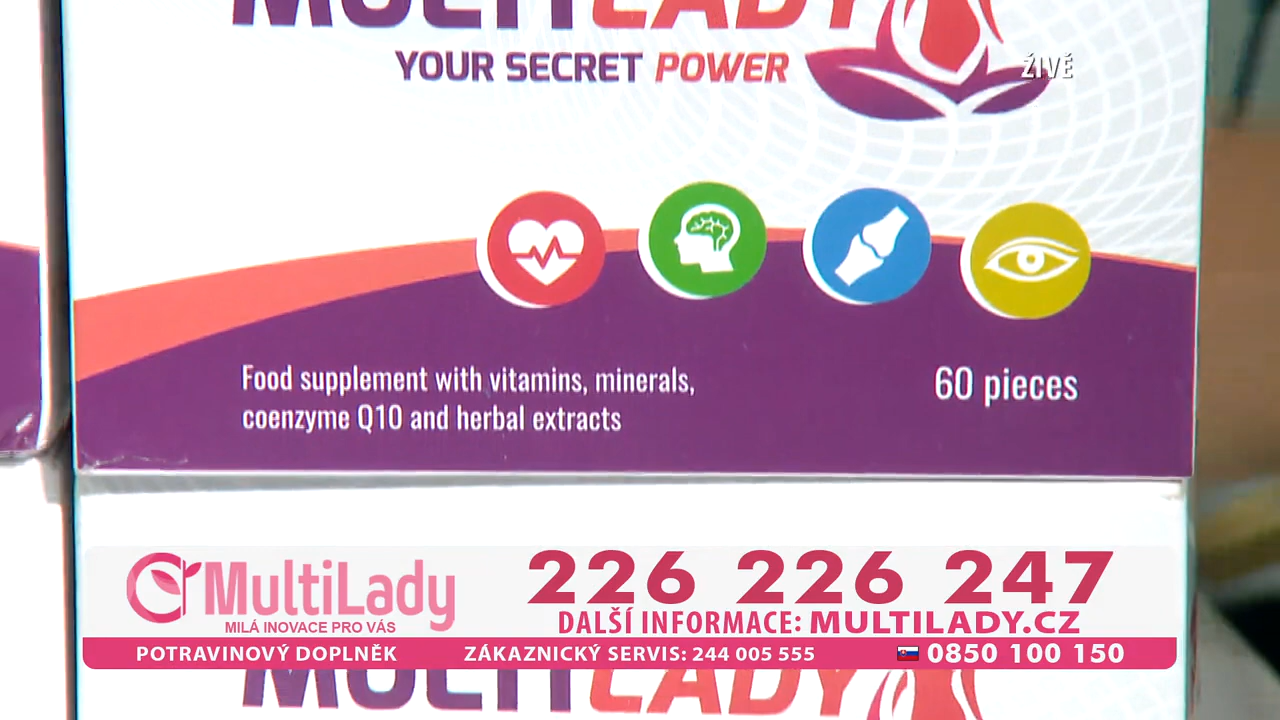 MULTILADY
YOUR SECRET POWER
ŽIVĚ
Food supplement with vitamins, minerals,
coenzyme Q10 and herbal extracts
60 pieces
MultiLady
MILÁ INOVACE PRO VÁS
226 226 247
DALŠÍ INFORMACE: MULTILADY.CZ
POTRAVINOVÝ DOPLNĚK
ZÁKAZNICKÝ SERVIS: 244 005 555
0850 100 150
MULTILADY